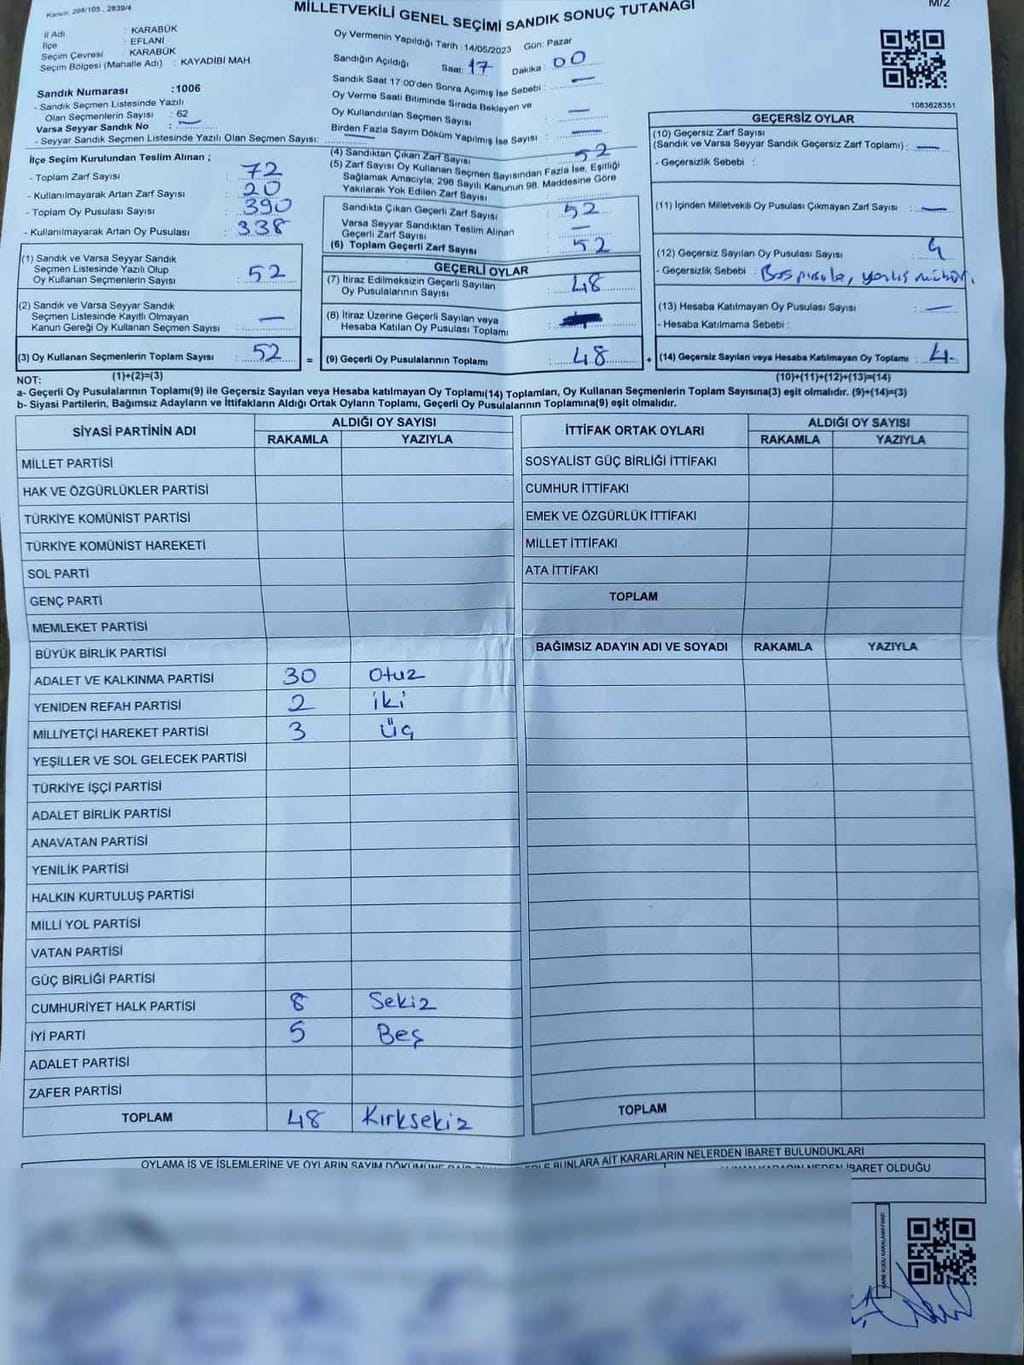 Kanun: 298/105, 2839/4
MİLLETVEKİLİ GENEL SEÇİMİ SANDIK SONUÇ TUTANAĞI
M/2
İl Adı : KARABÜK
İlçe : EFLANİ
Seçim Çevresi : KARABÜK
Seçim Bölgesi (Mahalle Adı) : KAYADİBİ MAH.
Sandık Numarası :1006
- Sandık Seçmen Listesinde Yazılı
Olan Seçmenlerin Sayısı : 62
Varsa Seyyar Sandık No : —
- Seyyar Sandık Seçmen Listesinde Yazılı Olan Seçmen Sayısı: —
Oy Vermenin Yapıldığı Tarih :14/05/2023 Gün: Pazar
Sandığın Açıldığı Saat: 17 Dakika : 00
Sandık Saat 17:00'den Sonra Açılmış İse Sebebi : —
Oy Verme Saati Bitiminde Sırada Bekleyen ve
Oy Kullandırılan Seçmen Sayısı : —
Birden Fazla Sayım Döküm Yapılmış İse Sayısı : —
1083628351
İlçe Seçim Kurulundan Teslim Alınan ;
- Toplam Zarf Sayısı : 72
- Kullanılmayarak Artan Zarf Sayısı : 20
- Toplam Oy Pusulası Sayısı : 390
- Kullanılmayarak Artan Oy Pusulası : 338
(4) Sandıktan Çıkan Zarf Sayısı : 52
(5) Zarf Sayısı Oy Kullanan Seçmen Sayısından Fazla İse, Eşitliği
Sağlamak Amacıyla, 298 Sayılı Kanunun 98. Maddesine Göre
Yakılarak Yok Edilen Zarf Sayısı : —
Sandıkta Çıkan Geçerli Zarf Sayısı : 52
Varsa Seyyar Sandıktan Teslim Alınan
Geçerli Zarf Sayısı : —
(6) Toplam Geçerli Zarf Sayısı : 52
GEÇERSİZ OYLAR
(10) Geçersiz Zarf Sayısı
(Sandık ve Varsa Seyyar Sandık Geçersiz Zarf Toplamı) : —
- Geçersizlik Sebebi :
(11) İçinden Milletvekili Oy Pusulası Çıkmayan Zarf Sayısı : —
(12) Geçersiz Sayılan Oy Pusulası Sayısı : 4
- Geçersizlik Sebebi : Boş pusula, yanlış mühür.
(13) Hesaba Katılmayan Oy Pusulası Sayısı : —
- Hesaba Katılmama Sebebi :
(1) Sandık ve Varsa Seyyar Sandık
Seçmen Listesinde Yazılı Olup
Oy Kullanan Seçmenlerin Sayısı : 52
(2) Sandık ve Varsa Seyyar Sandık
Seçmen Listesinde Kayıtlı Olmayan
Kanun Gereği Oy Kullanan Seçmen Sayısı : —
GEÇERLİ OYLAR
(7) İtiraz Edilmeksizin Geçerli Sayılan
Oy Pusulalarının Sayısı : 48
(8) İtiraz Üzerine Geçerli Sayılan veya
Hesaba Katılan Oy Pusulası Toplamı :
(3) Oy Kullanan Seçmenlerin Toplam Sayısı : 52 = (9) Geçerli Oy Pusulalarının Toplamı : 48 + (14) Geçersiz Sayılan veya Hesaba Katılmayan Oy Toplamı : 4
(1)+(2)=(3)
(10)+(11)+(12)+(13)=(14)
NOT:
a- Geçerli Oy Pusulalarının Toplamı(9) ile Geçersiz Sayılan veya Hesaba katılmayan Oy Toplamı(14) Toplamları, Oy Kullanan Seçmenlerin Toplam Sayısına(3) eşit olmalıdır. (9)+(14)=(3)
b- Siyasi Partilerin, Bağımsız Adayların ve İttifakların Aldığı Ortak Oyların Toplamı, Geçerli Oy Pusulalarının Toplamına(9) eşit olmalıdır.
SİYASİ PARTİNİN ADI
ALDIĞI OY SAYISI
RAKAMLA YAZIYLA
MİLLET PARTİSİ
HAK VE ÖZGÜRLÜKLER PARTİSİ
TÜRKİYE KOMÜNİST PARTİSİ
TÜRKİYE KOMÜNİST HAREKETİ
SOL PARTİ
GENÇ PARTİ
MEMLEKET PARTİSİ
BÜYÜK BİRLİK PARTİSİ
ADALET VE KALKINMA PARTİSİ 30 Otuz
YENİDEN REFAH PARTİSİ 2 iki
MİLLİYETÇİ HAREKET PARTİSİ 3 üç
YEŞİLLER VE SOL GELECEK PARTİSİ
TÜRKİYE İŞÇİ PARTİSİ
ADALET BİRLİK PARTİSİ
ANAVATAN PARTİSİ
YENİLİK PARTİSİ
HALKIN KURTULUŞ PARTİSİ
MİLLİ YOL PARTİSİ
VATAN PARTİSİ
GÜÇ BİRLİĞİ PARTİSİ
CUMHURİYET HALK PARTİSİ 8 Sekiz
İYİ PARTİ 5 Beş
ADALET PARTİSİ
ZAFER PARTİSİ
TOPLAM 48 Kırksekiz
İTTİFAK ORTAK OYLARI
ALDIĞI OY SAYISI
RAKAMLA YAZIYLA
SOSYALİST GÜÇ BİRLİĞİ İTTİFAKI
CUMHUR İTTİFAKI
EMEK VE ÖZGÜRLÜK İTTİFAKI
MİLLET İTTİFAKI
ATA İTTİFAKI
TOPLAM
BAĞIMSIZ ADAYIN ADI VE SOYADI RAKAMLA YAZIYLA
TOPLAM
OYLAMA İŞ VE İŞLEMLERİNE VE OYLARIN SAYIM DÖKÜMÜNE BUNLARA AİT KARARLARIN NELERDEN İBARET BULUNDUKLARI
İBARET OLDUĞU